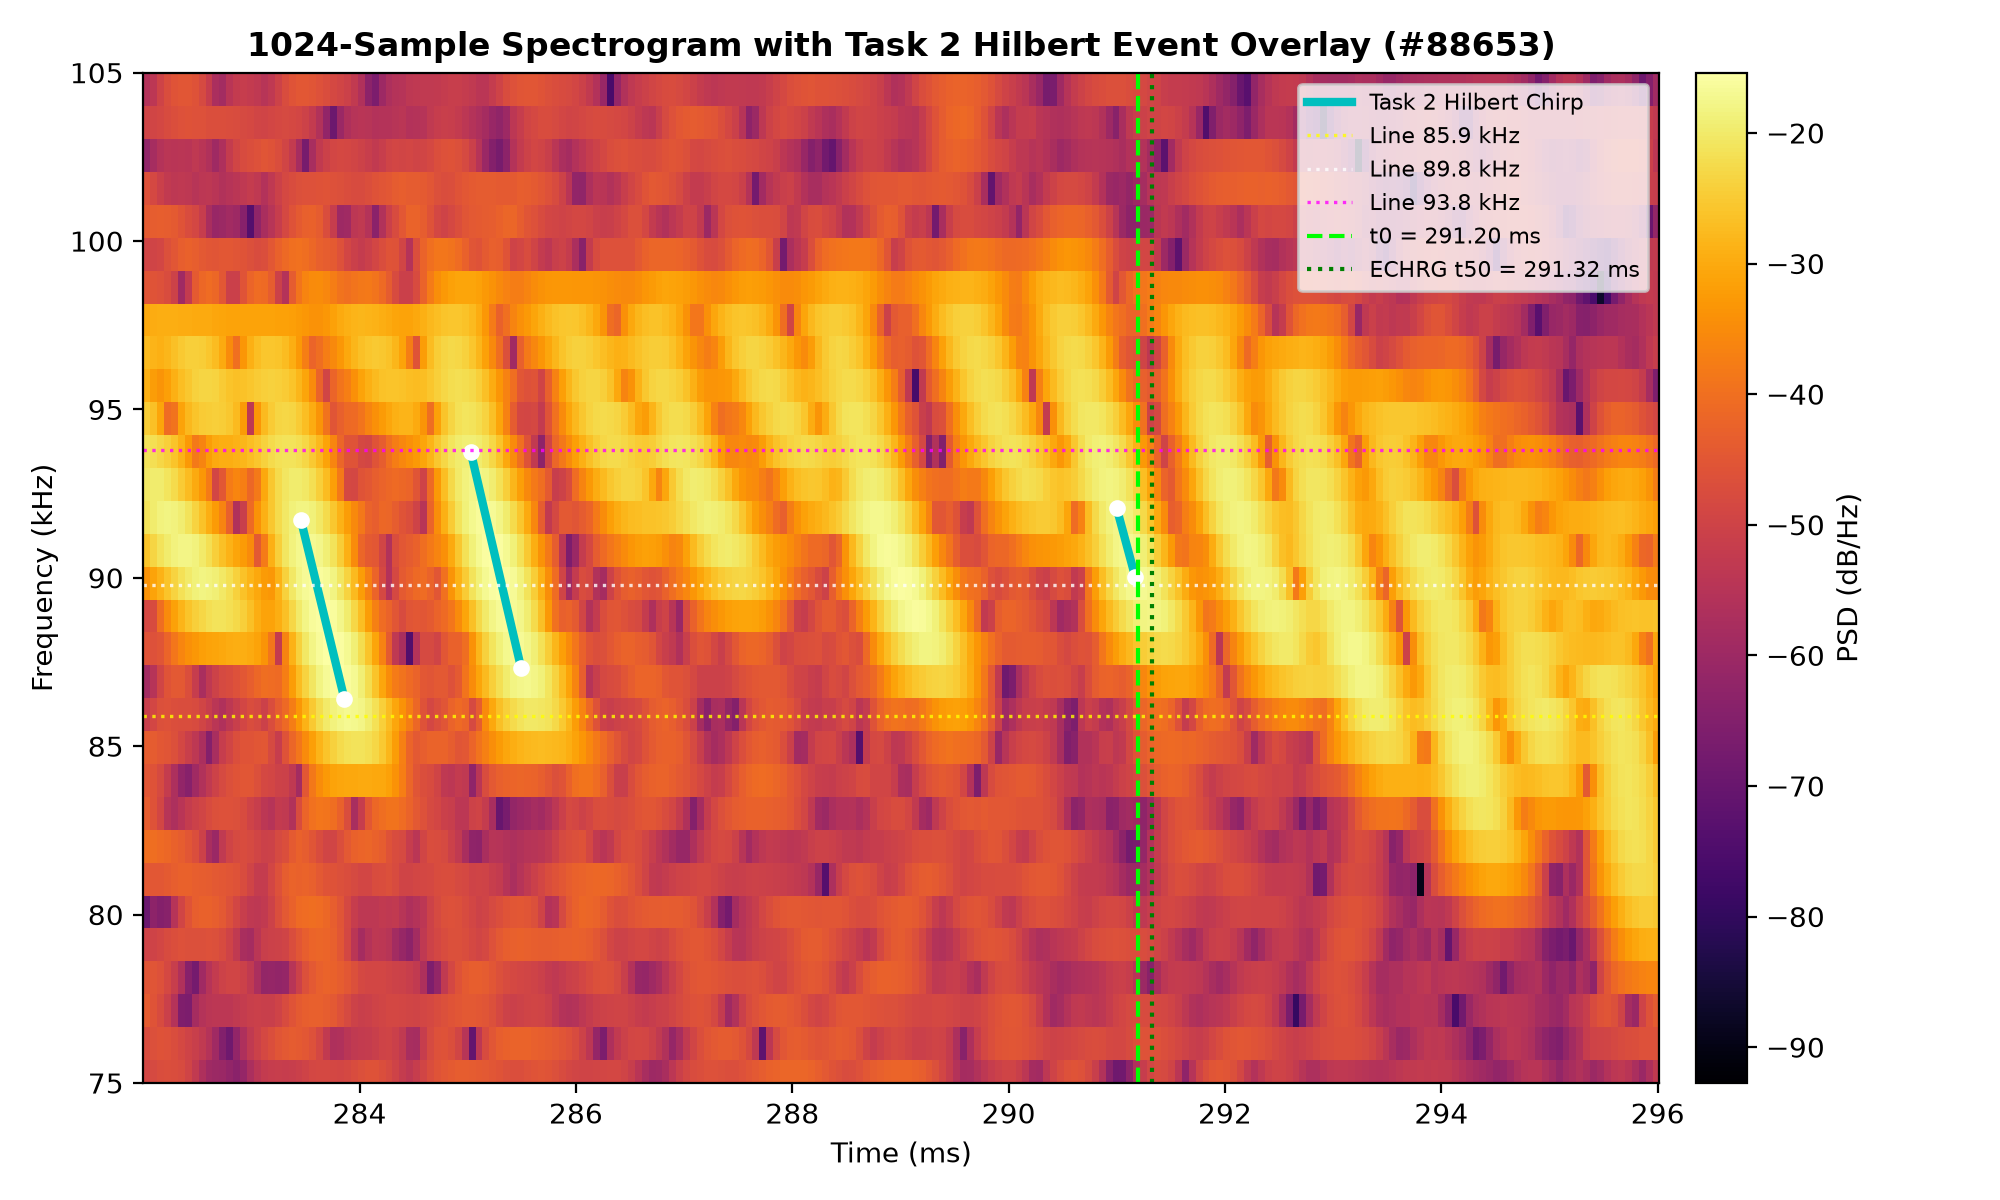 1024-Sample Spectrogram with Task 2 Hilbert Event Overlay (#88653)
105
100
95
90
85
80
75
Frequency (kHz)
284
286
288
290
292
294
296
Time (ms)
Task 2 Hilbert Chirp
Line 85.9 kHz
Line 89.8 kHz
Line 93.8 kHz
t0 = 291.20 ms
ECHRG t50 = 291.32 ms
−20
−30
−40
−50
−60
−70
−80
−90
PSD (dB/Hz)